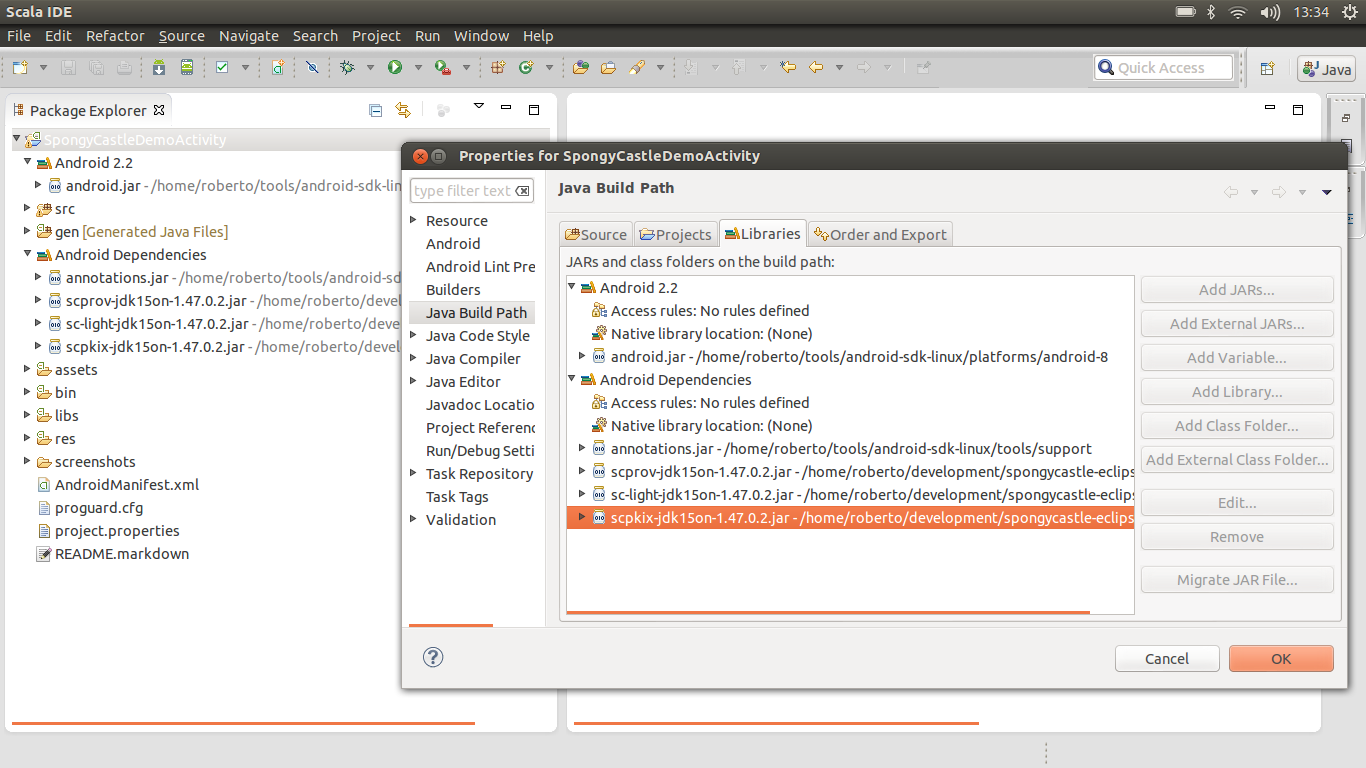 Scala IDE
13:34
File Edit Refactor Source Navigate Search Project Run Window Help
Quick Access
Java
Package Explorer
SpongyCastleDemoActivity
Android 2.2
android.jar - /home/roberto/tools/android-sdk-lin
src
gen [Generated Java Files]
Android Dependencies
annotations.jar - /home/roberto/tools/android-sd
scprov-jdk15on-1.47.0.2.jar - /home/roberto/deve
sc-light-jdk15on-1.47.0.2.jar - /home/roberto/deve
scpkix-jdk15on-1.47.0.2.jar - /home/roberto/devel
assets
bin
libs
res
screenshots
AndroidManifest.xml
proguard.cfg
project.properties
README.markdown
Properties for SpongyCastleDemoActivity
type filter text
Resource
Android
Android Lint Pre
Builders
Java Build Path
Java Code Style
Java Compiler
Java Editor
Javadoc Locatio
Project Referenc
Run/Debug Setti
Task Repository
Task Tags
Validation
Java Build Path
Source Projects Libraries Order and Export
JARs and class folders on the build path:
Android 2.2
Access rules: No rules defined
Native library location: (None)
android.jar - /home/roberto/tools/android-sdk-linux/platforms/android-8
Android Dependencies
Access rules: No rules defined
Native library location: (None)
annotations.jar - /home/roberto/tools/android-sdk-linux/tools/support
scprov-jdk15on-1.47.0.2.jar - /home/roberto/development/spongycastle-eclips
sc-light-jdk15on-1.47.0.2.jar - /home/roberto/development/spongycastle-eclips
scpkix-jdk15on-1.47.0.2.jar - /home/roberto/development/spongycastle-eclips
Add JARs...
Add External JARs...
Add Variable...
Add Library...
Add Class Folder...
Add External Class Folder...
Edit...
Remove
Migrate JAR File...
Cancel
OK